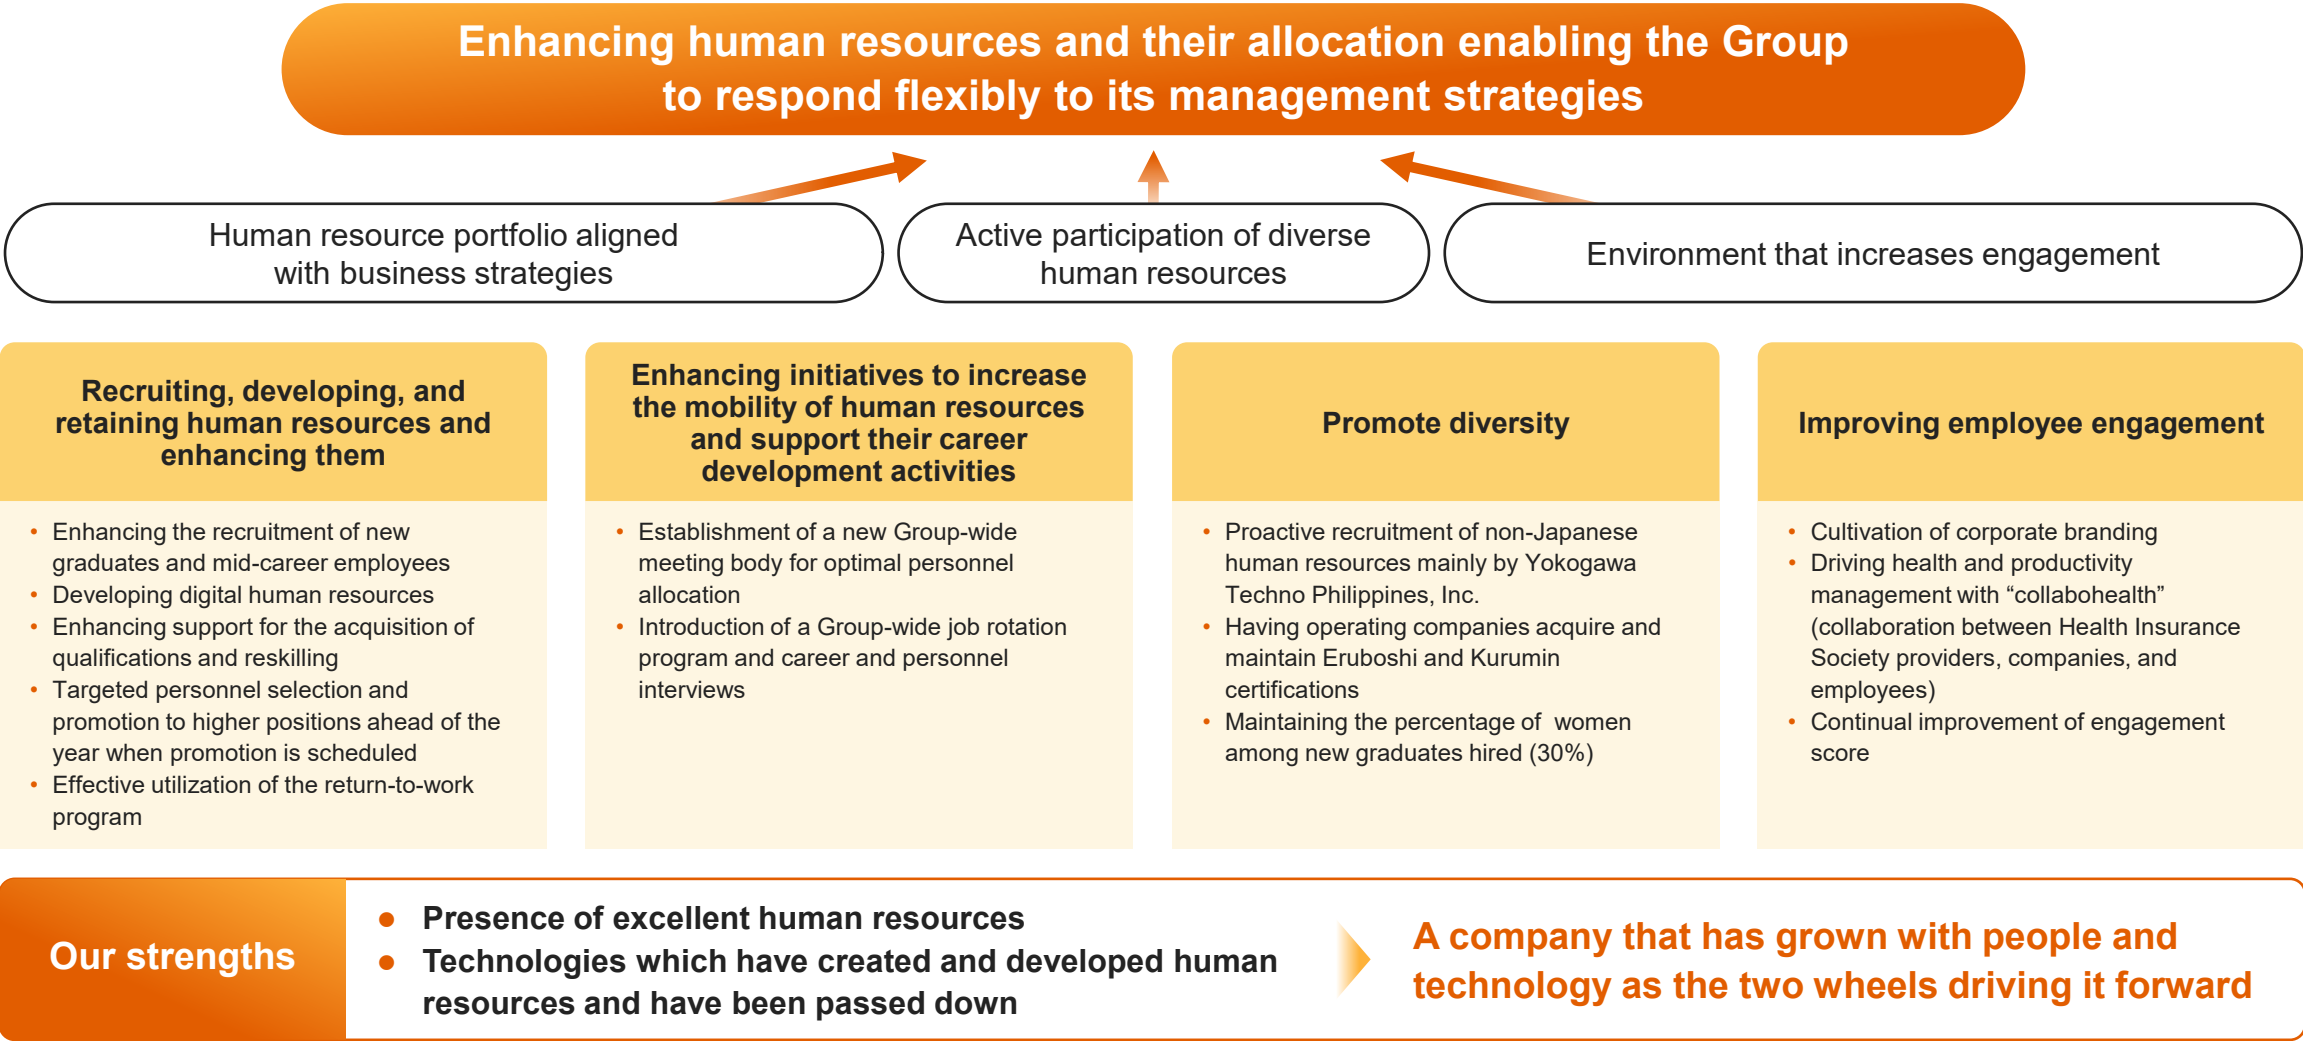 Enhancing human resources and their allocation enabling the Group
to respond flexibly to its management strategies
Human resource portfolio aligned
with business strategies
Active participation of diverse
human resources
Environment that increases engagement
Recruiting, developing, and
retaining human resources and
enhancing them
• Enhancing the recruitment of new
graduates and mid-career employees
• Developing digital human resources
• Enhancing support for the acquisition of
qualifications and reskilling
• Targeted personnel selection and
promotion to higher positions ahead of the
year when promotion is scheduled
• Effective utilization of the return-to-work
program
Enhancing initiatives to increase
the mobility of human resources
and support their career
development activities
• Establishment of a new Group-wide
meeting body for optimal personnel
allocation
• Introduction of a Group-wide job rotation
program and career and personnel
interviews
Promote diversity
• Proactive recruitment of non-Japanese
human resources mainly by Yokogawa
Techno Philippines, Inc.
• Having operating companies acquire and
maintain Eruboshi and Kurumin
certifications
• Maintaining the percentage of  women
among new graduates hired (30%)
Improving employee engagement
• Cultivation of corporate branding
• Driving health and productivity
management with “collabohealth”
(collaboration between Health Insurance
Society providers, companies, and
employees)
• Continual improvement of engagement
score
Our strengths
● Presence of excellent human resources
● Technologies which have created and developed human
resources and have been passed down
A company that has grown with people and
technology as the two wheels driving it forward